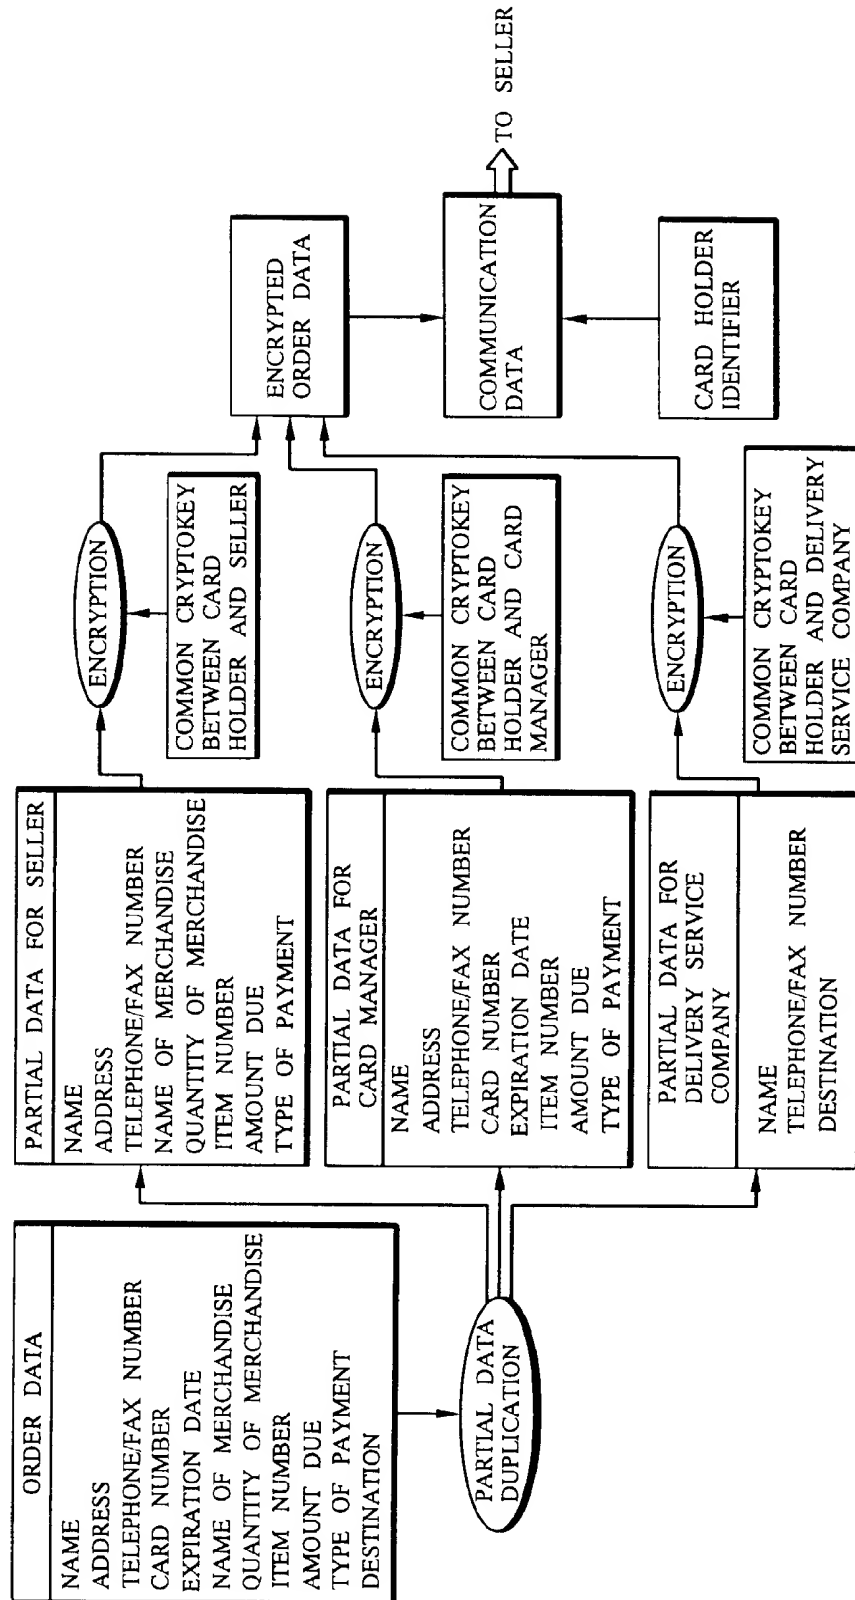 ORDER DATA
NAME
ADDRESS
TELEPHONE/FAX NUMBER
CARD NUMBER
EXPIRATION DATE
NAME OF MERCHANDISE
QUANTITY OF MERCHANDISE
ITEM NUMBER
AMOUNT DUE
TYPE OF PAYMENT
DESTINATION
PARTIAL DATA
DUPLICATION
PARTIAL DATA FOR SELLER
NAME
ADDRESS
TELEPHONE/FAX NUMBER
NAME OF MERCHANDISE
QUANTITY OF MERCHANDISE
ITEM NUMBER
AMOUNT DUE
TYPE OF PAYMENT
PARTIAL DATA FOR
CARD MANAGER
NAME
ADDRESS
TELEPHONE/FAX NUMBER
CARD NUMBER
EXPIRATION DATE
ITEM NUMBER
AMOUNT DUE
TYPE OF PAYMENT
PARTIAL DATA FOR
DELIVERY SERVICE
COMPANY
NAME
TELEPHONE/FAX NUMBER
DESTINATION
ENCRYPTION
COMMON CRYPTOKEY
BETWEEN CARD
HOLDER AND SELLER
ENCRYPTION
COMMON CRYPTOKEY
BETWEEN CARD
HOLDER AND CARD
MANAGER
ENCRYPTION
COMMON CRYPTOKEY
BETWEEN CARD
HOLDER AND DELIVERY
SERVICE COMPANY
ENCRYPTED
ORDER DATA
COMMUNICATION
DATA
CARD HOLDER
IDENTIFIER
TO SELLER